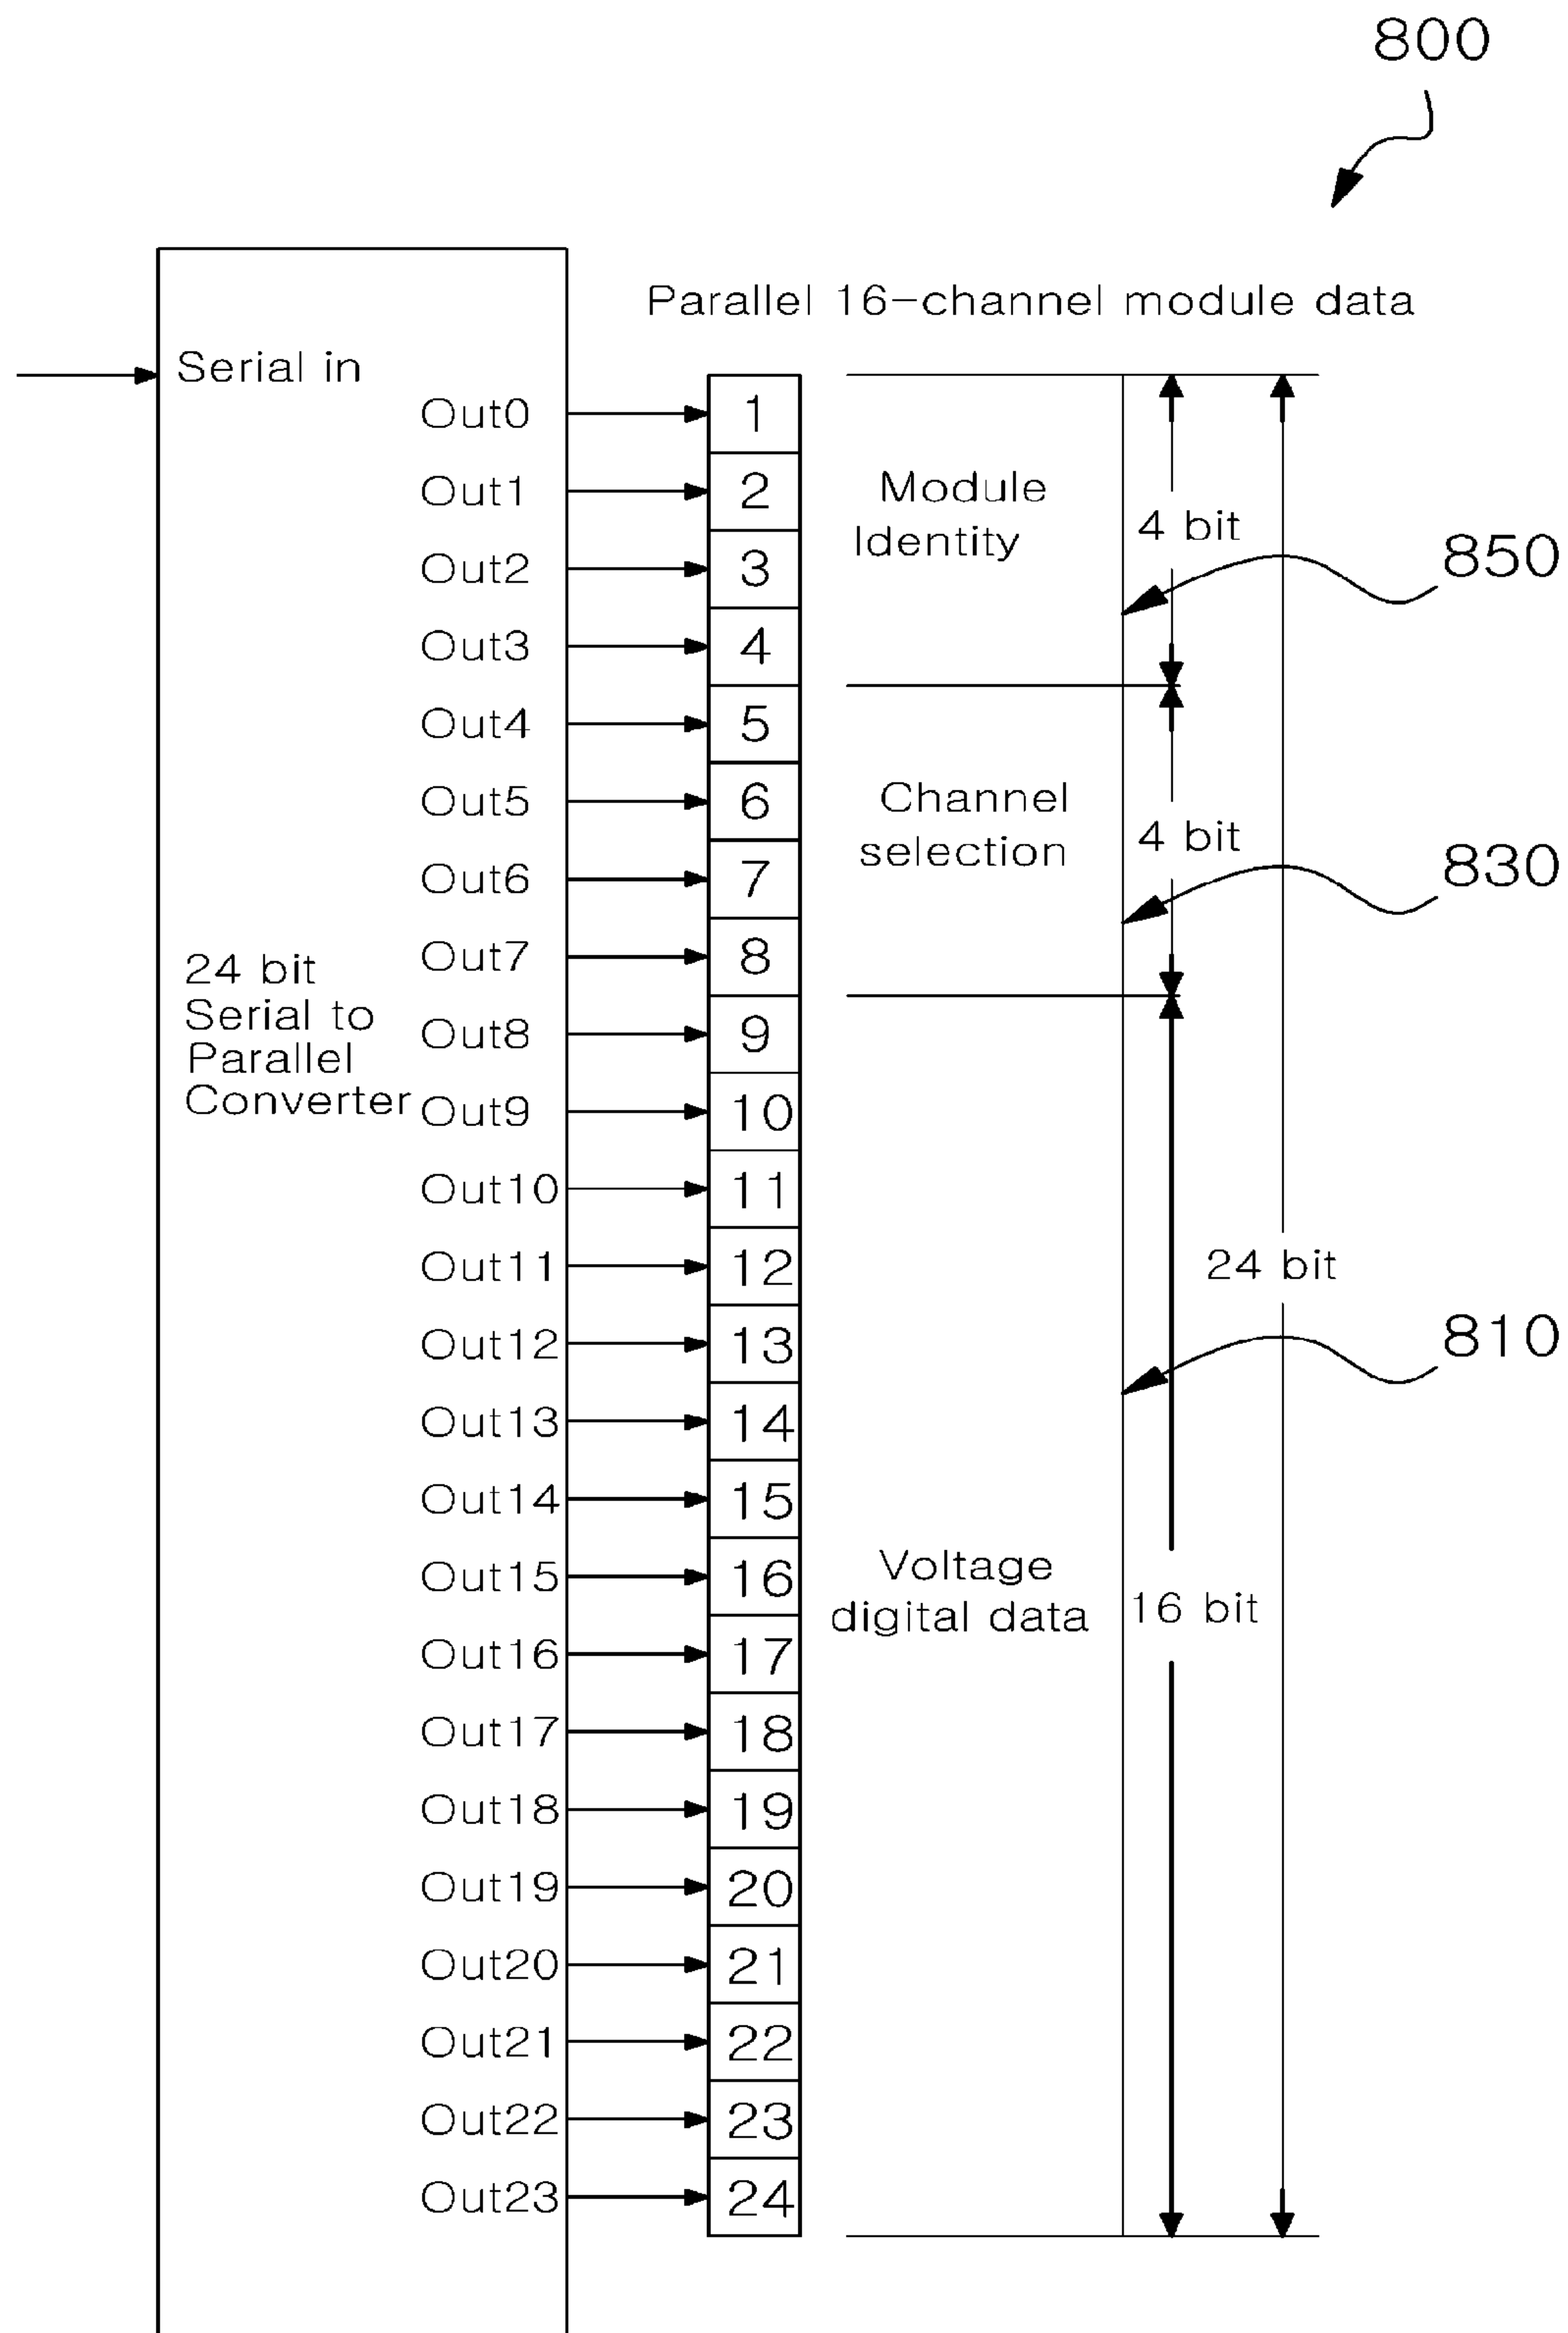 800
Parallel 16-channel module data
Serial in
Out0 1
Out1 2
Out2 3
Out3 4
Module
Identity
4 bit
850
Out4 5
Out5 6
Out6 7
Out7 8
Channel
selection
4 bit
830
24 bit
Serial to
Parallel
Converter
Out8 9
Out9 10
Out10 11
Out11 12
Out12 13
Out13 14
Out14 15
Out15 16
Out16 17
Out17 18
Out18 19
Out19 20
Out20 21
Out21 22
Out22 23
Out23 24
Voltage
digital data
16 bit
24 bit
810